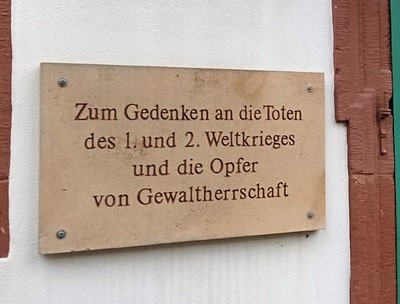 Zum Gedenken an die Toten
des 1. und 2. Weltkrieges
und die Opfer
von Gewaltherrschaft